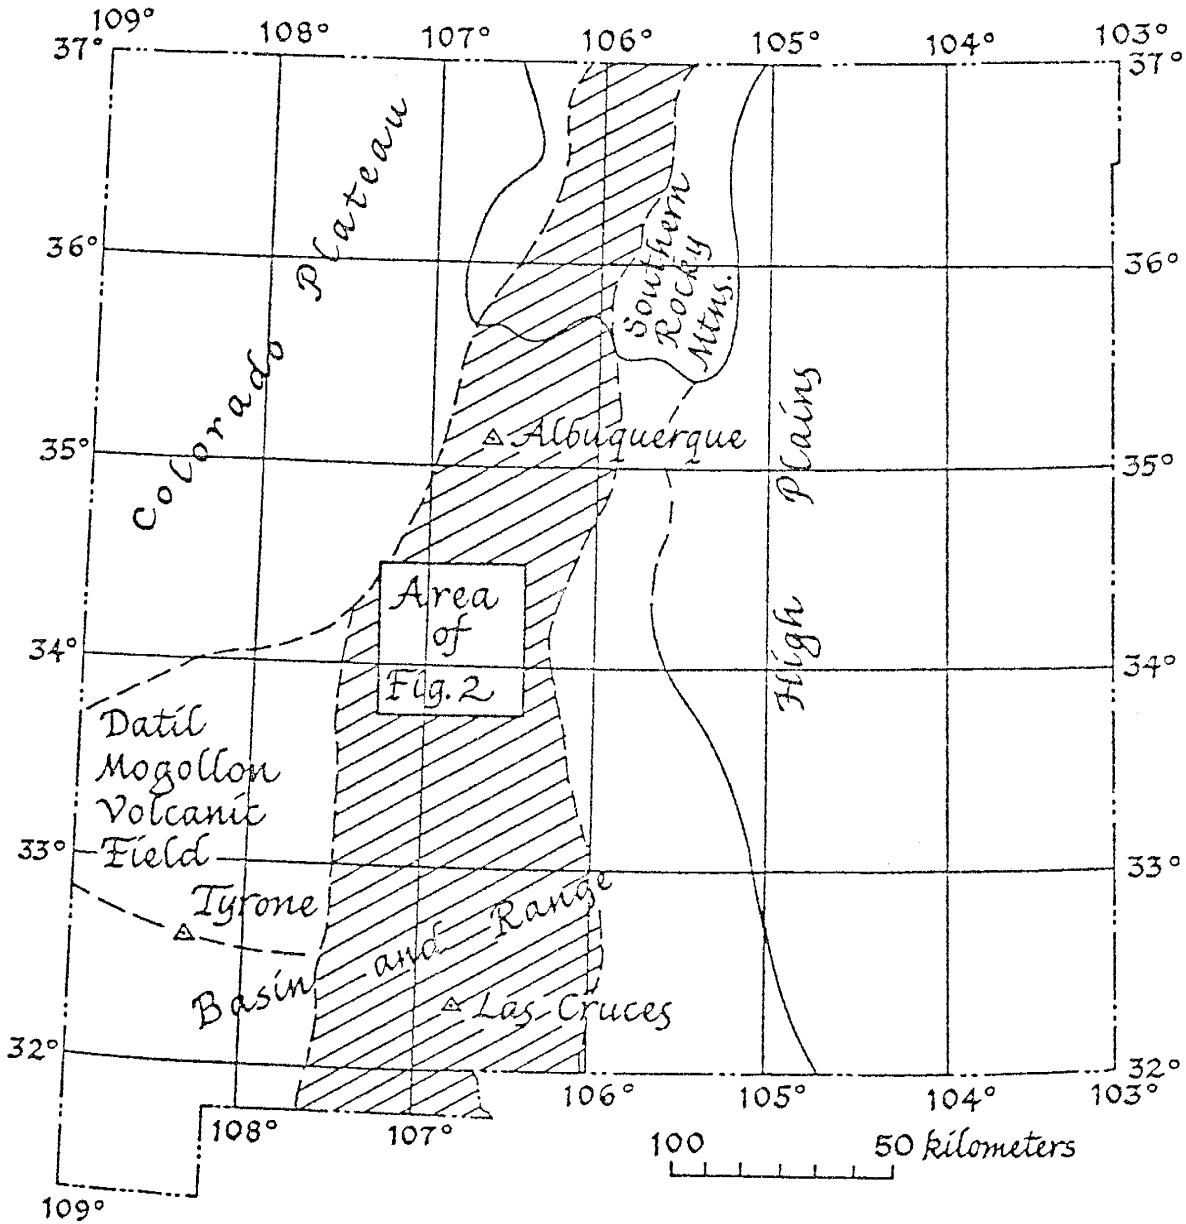 109°
108° 107° 106° 105° 104° 103°
37° 37°
Colorado Plateau
Southern
Rocky
Mtns.
36° 36°
High Plains
Albuquerque
35° 35°
Area
of
Fig. 2
34° 34°
Datil
Mogollon
Volcanic
Field
33° 33°
Tyrone
Basin and Range
Las Cruces
32° 32°
106° 105° 104° 103°
108° 107°
109°
100 50 kilometers